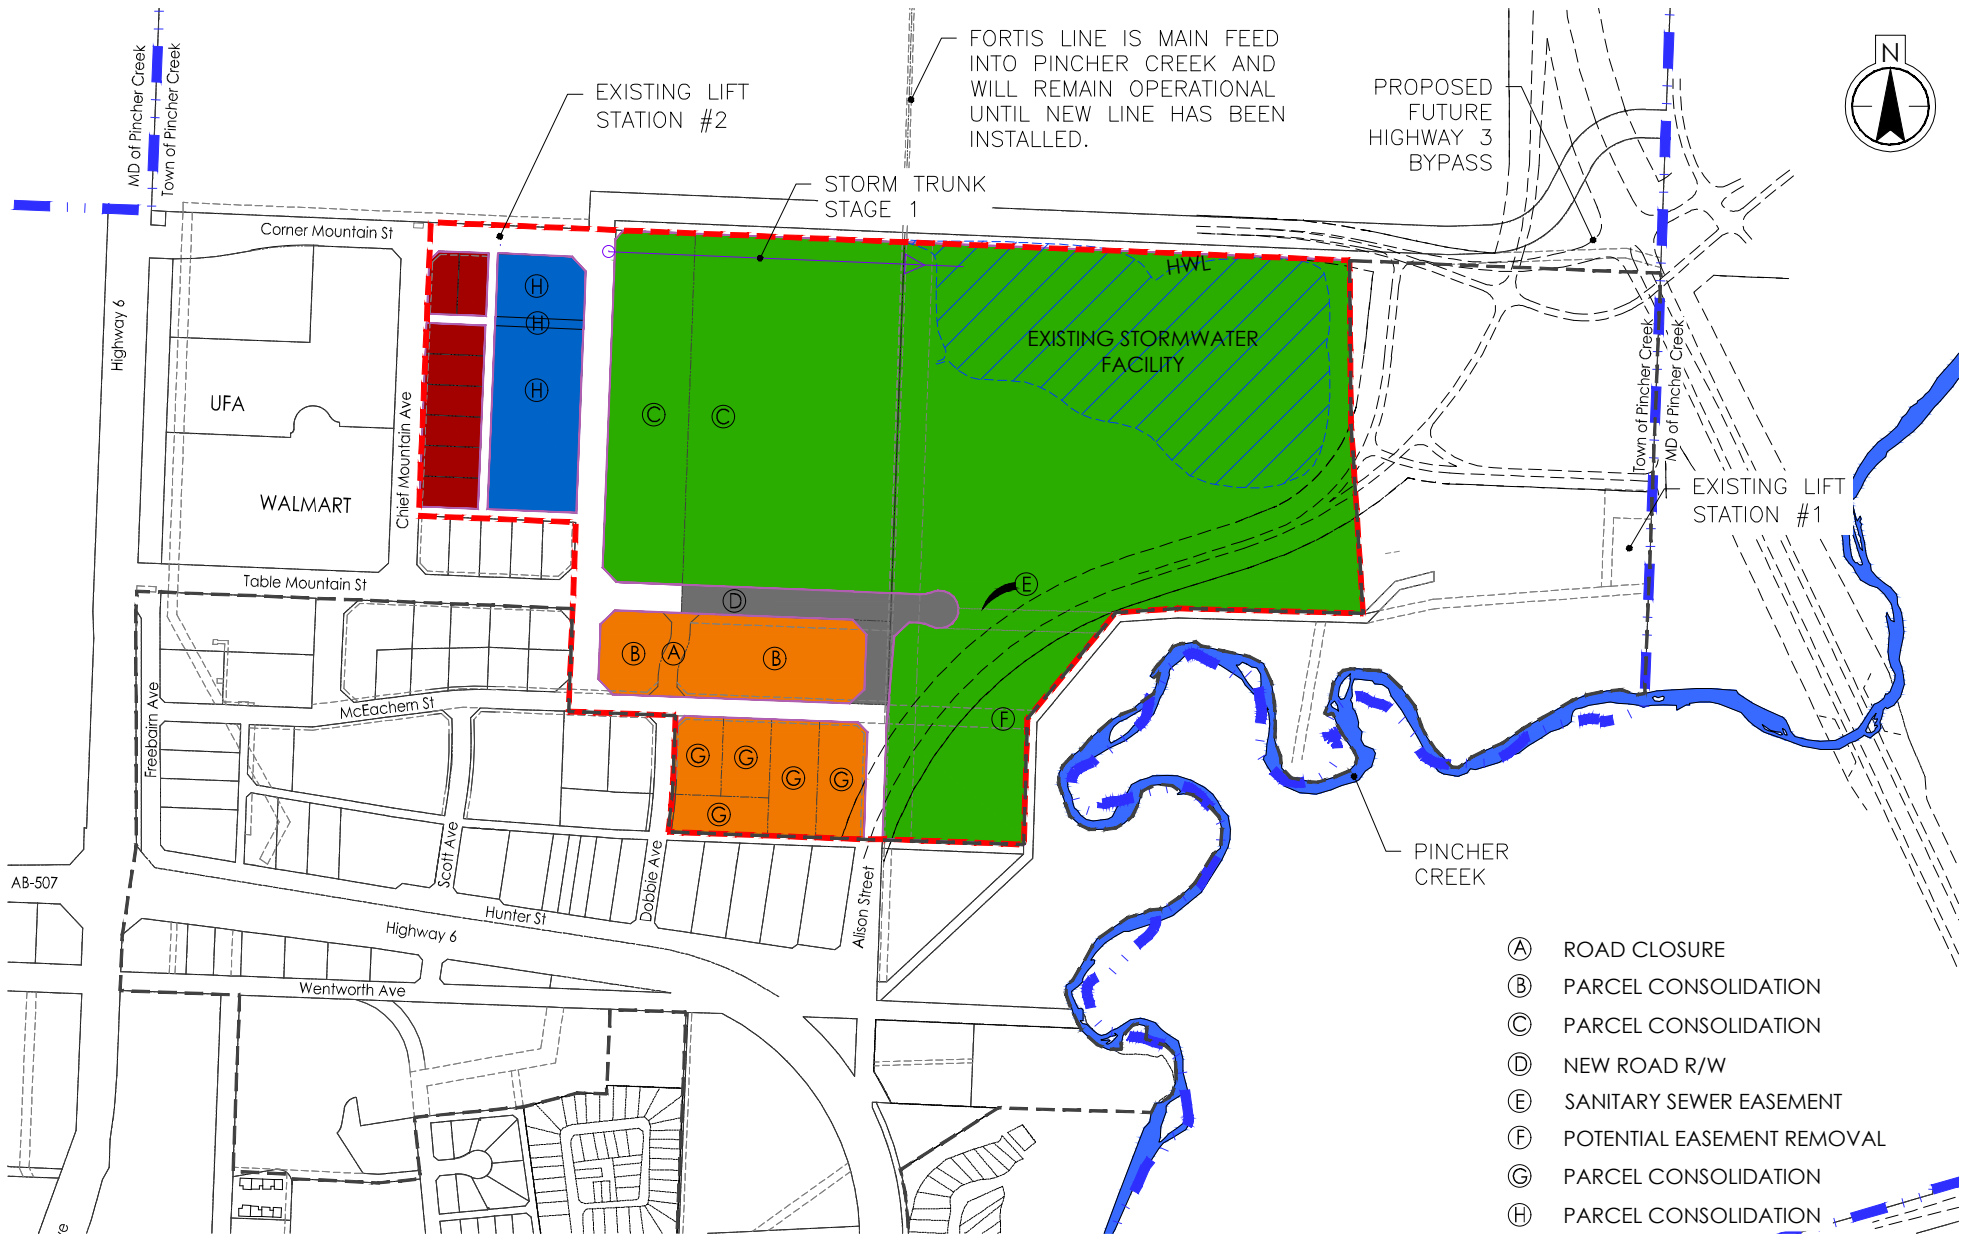 MD of Pincher Creek
Town of Pincher Creek
EXISTING LIFT
STATION #2
FORTIS LINE IS MAIN FEED
INTO PINCHER CREEK AND
WILL REMAIN OPERATIONAL
UNTIL NEW LINE HAS BEEN
INSTALLED.
PROPOSED
FUTURE
HIGHWAY 3
BYPASS
N
STORM TRUNK
STAGE 1
Corner Mountain St
HWL
EXISTING STORMWATER
FACILITY
Highway 6
UFA
WALMART
Chief Mountain Ave
H
H
H
C
C
Town of Pincher Creek
MD of Pincher Creek
EXISTING LIFT
STATION #1
Table Mountain St
D
E
B
A
B
F
McEachern St
Freebairn Ave
G
G
G
G
G
Scott Ave
Dobbie Ave
Alison Street
PINCHER
CREEK
AB-507
Hunter St
Highway 6
Wentworth Ave
A ROAD CLOSURE
B PARCEL CONSOLIDATION
C PARCEL CONSOLIDATION
D NEW ROAD R/W
E SANITARY SEWER EASEMENT
F POTENTIAL EASEMENT REMOVAL
G PARCEL CONSOLIDATION
H PARCEL CONSOLIDATION